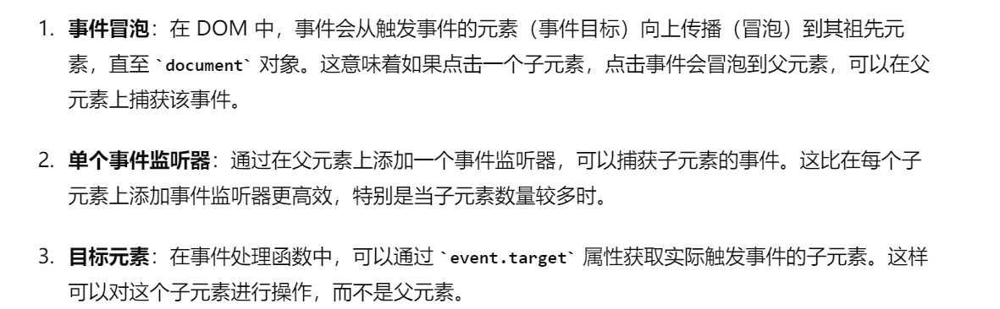 1. 事件冒泡：在 DOM 中，事件会从触发事件的元素（事件目标）向上传播（冒泡）到其祖先元
素，直至 `document` 对象。这意味着如果点击一个子元素，点击事件会冒泡到父元素，可以在父
元素上捕获该事件。
2. 单个事件监听器：通过在父元素上添加一个事件监听器，可以捕获子元素的事件。这比在每个子
元素上添加事件监听器更高效，特别是当子元素数量较多时。
3. 目标元素：在事件处理函数中，可以通过 `event.target` 属性获取实际触发事件的子元素。这样
可以对这个子元素进行操作，而不是父元素。